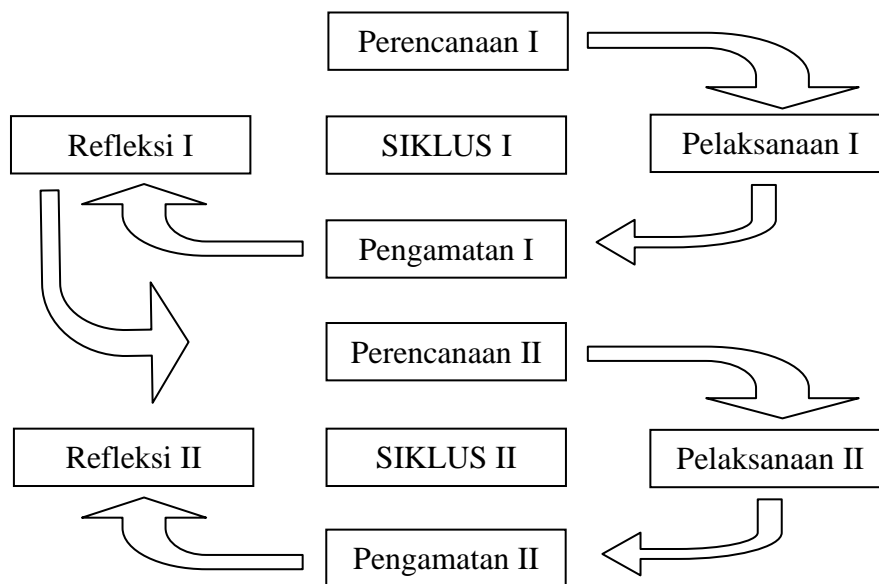 Perencanaan I
Refleksi I
SIKLUS I
Pelaksanaan I
Pengamatan I
Perencanaan II
Refleksi II
SIKLUS II
Pelaksanaan II
Pengamatan II